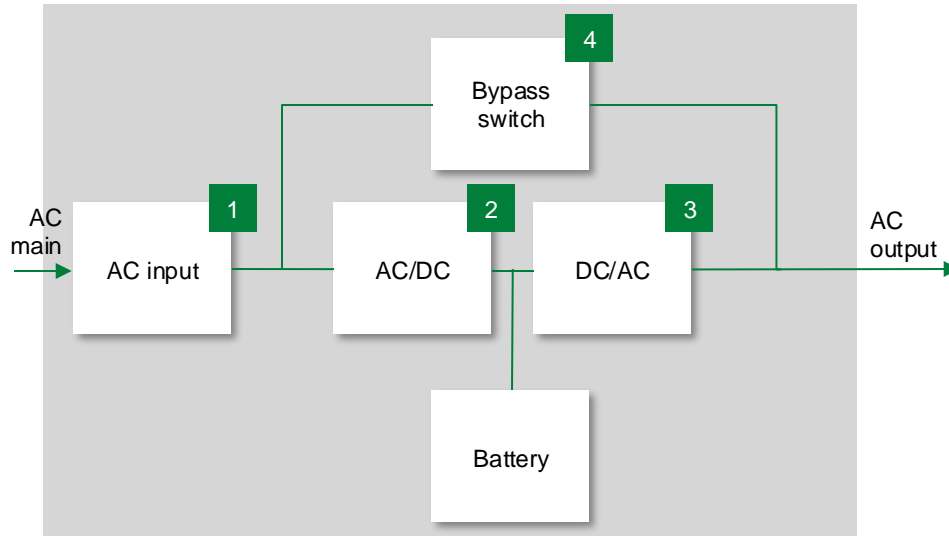 4
Bypass
switch
1
2
3
AC
main
AC
output
AC input
AC/DC
DC/AC
Battery